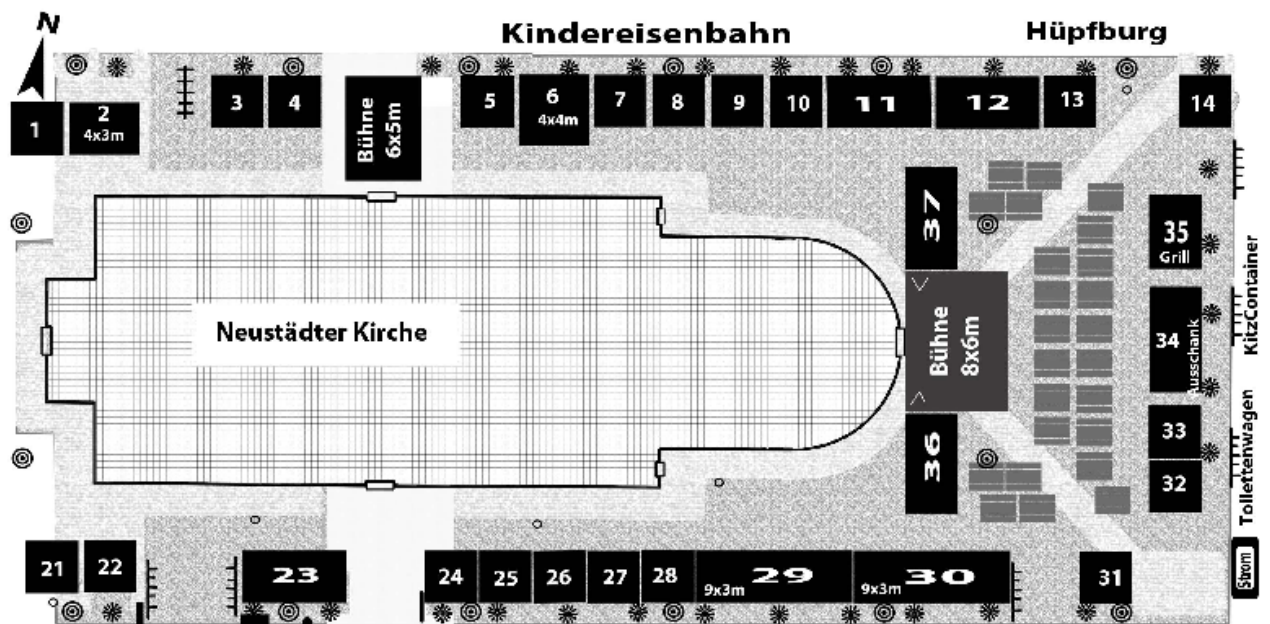 N
Kindereisenbahn
Hüpfburg
1
2
4x3m
3
4
Bühne
6x5m
5
6
4x4m
7
8
9
10
11
12
13
14
37
35
Grill
KitzContainer
Neustädter Kirche
Bühne
8x6m
34
Ausschank
33
32
Tollettenwagen
36
21
22
23
24
25
26
27
28
29
9x3m
30
9x3m
31
Strom